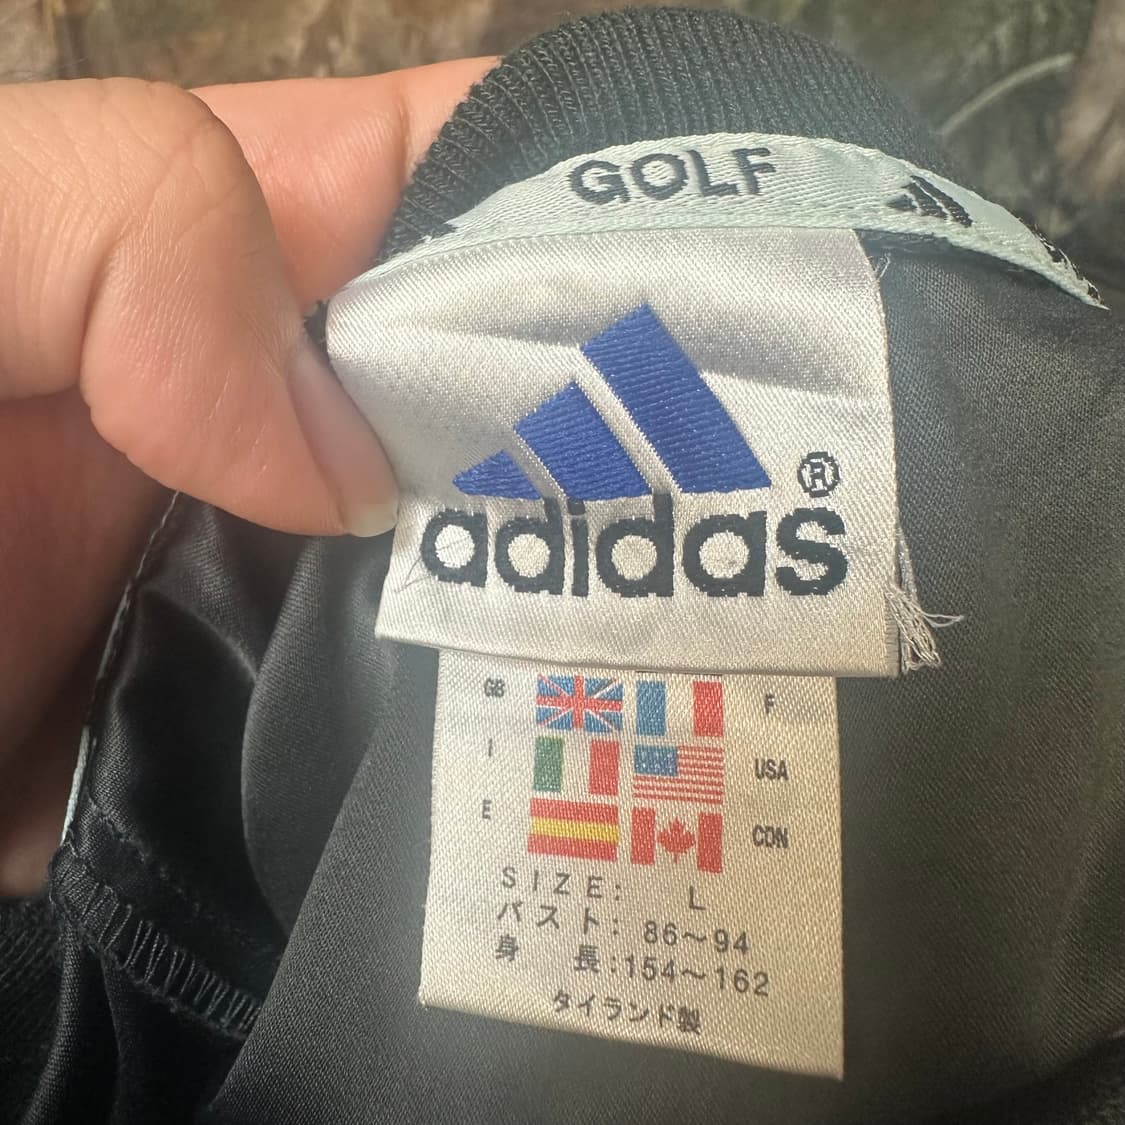 GOLF
adidas®
GB F
I USA
E CDN
SIZE: L
バスト: 86～94
身長:154～162
タイランド製